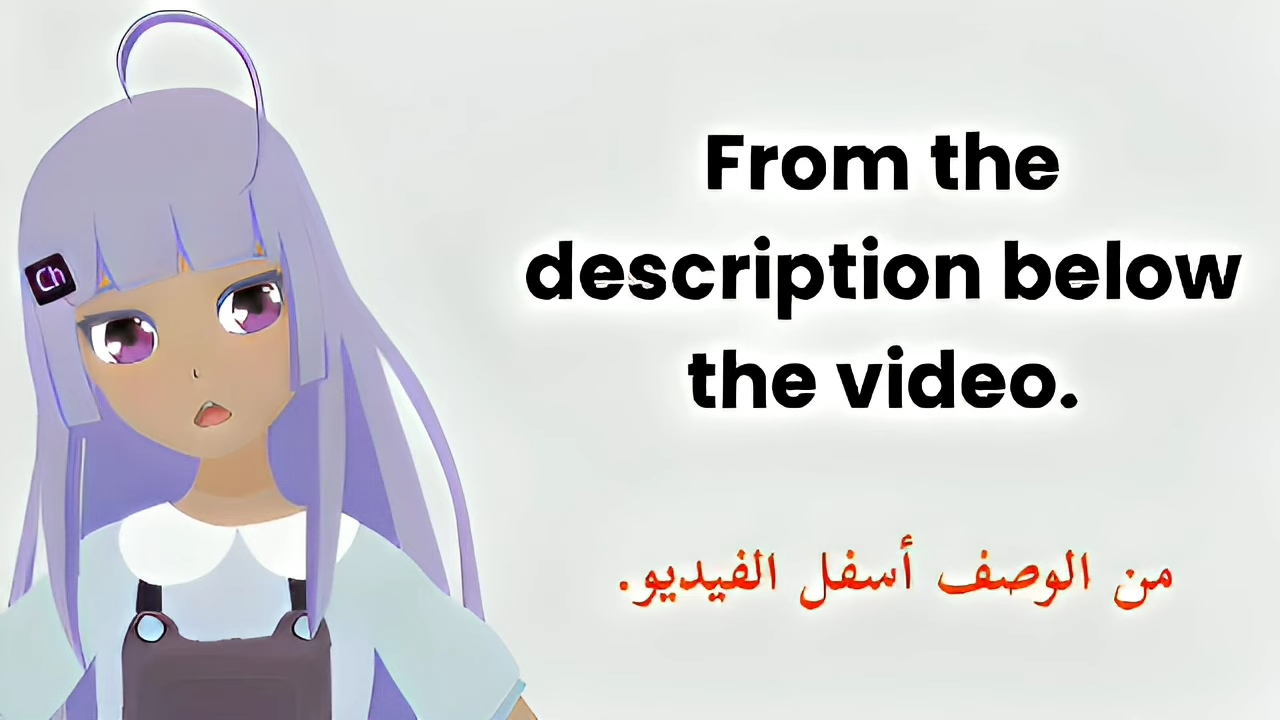 Ch
From the
description below
the video.
من الوصف أسفل الفيديو.